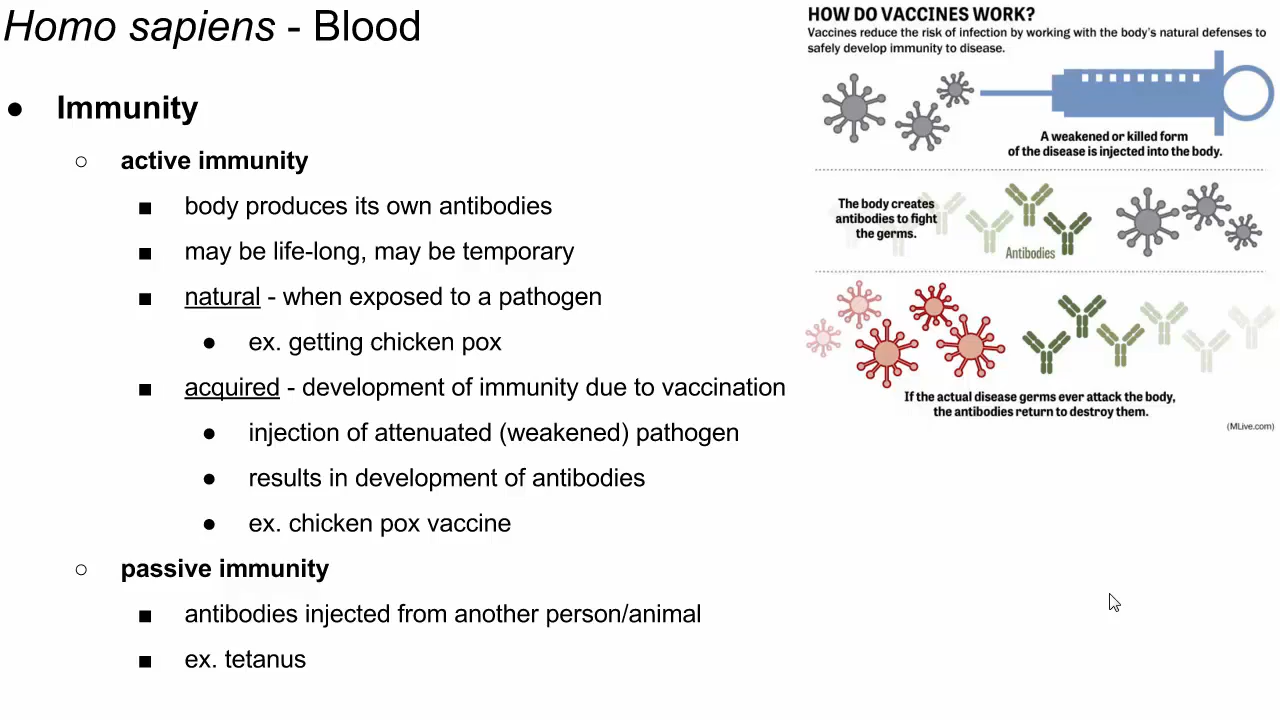 Homo sapiens - Blood
● Immunity
○ active immunity
■ body produces its own antibodies
■ may be life-long, may be temporary
■ natural - when exposed to a pathogen
● ex. getting chicken pox
■ acquired - development of immunity due to vaccination
● injection of attenuated (weakened) pathogen
● results in development of antibodies
● ex. chicken pox vaccine
○ passive immunity
■ antibodies injected from another person/animal
■ ex. tetanus
HOW DO VACCINES WORK?
Vaccines reduce the risk of infection by working with the body's natural defenses to
safely develop immunity to disease.
A weakened or killed form
of the disease is injected into the body.
The body creates
antibodies to fight
the germs.
Antibodies
If the actual disease germs ever attack the body,
the antibodies return to destroy them.
(MLive.com)